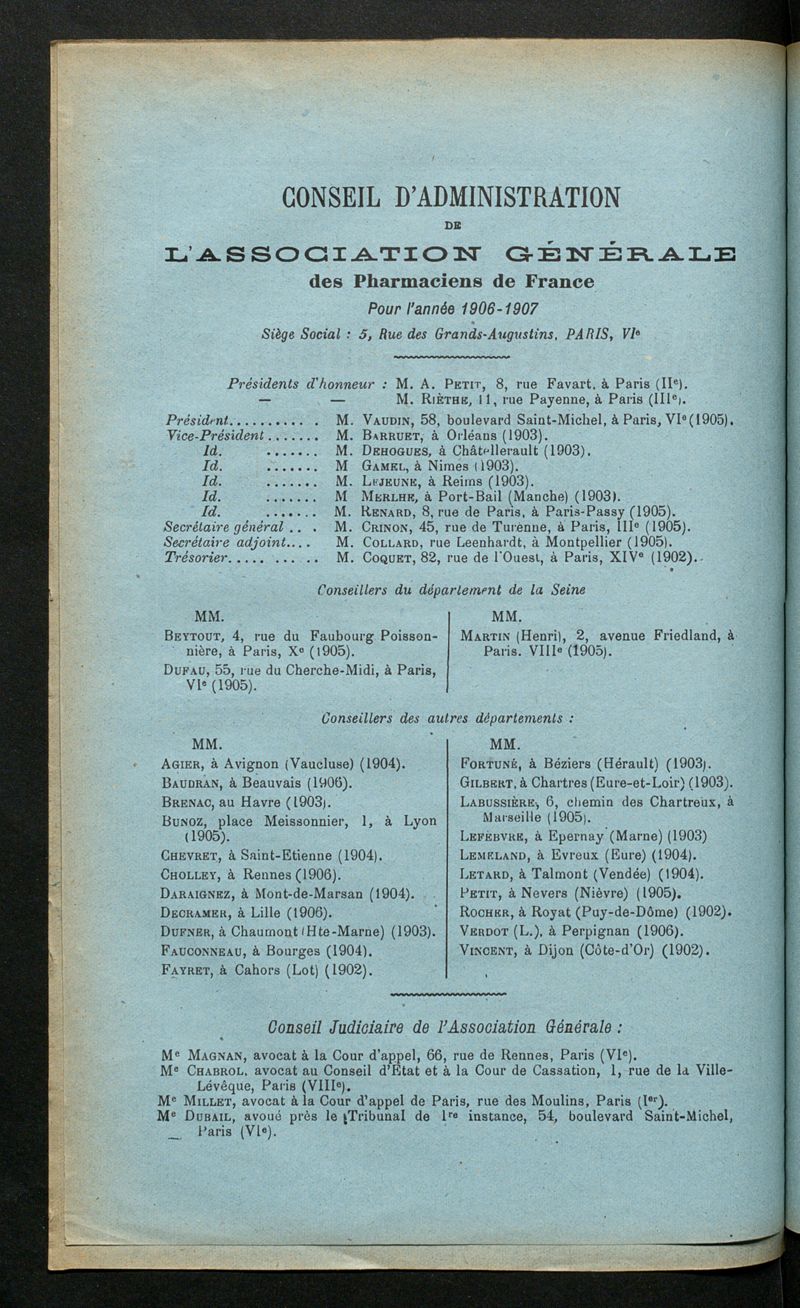 CONSEIL D'ADMINISTRATION
DE
L'ASSOCIATION GÉNÉRALE
des Pharmaciens de France
Pour l'année 1906-1907
Siège Social : 5, Rue des Grands-Augustins, PARIS, VIe
Présidents d'honneur : M. A. PETIT, 8, rue Favart, à Paris (IIe).
— — M. RIÈTHE, 11, rue Payenne, à Paris (IIIe).
Président........... . M. VAUDIN, 58, boulevard Saint-Michel, à Paris, VIe (1905).
Vice-Président....... M. BARRUET, à Orléans (1903).
Id. ....... M. DEHOGUES, à Châtellerault (1903).
Id. ....... M GAMEL, à Nimes (1903).
Id. ....... M. LEJEUNE, à Reims (1903).
Id. ....... M MERLHE, à Port-Bail (Manche) (1903).
Id. ....... M. RENARD, 8, rue de Paris, à Paris-Passy (1905).
Secrétaire général .. . M. CRINON, 45, rue de Turenne, à Paris, IIIe (1905).
Secrétaire adjoint.... M. COLLARD, rue Leenhardt, à Montpellier (1905).
Trésorier..... ..... .. M. COQUET, 82, rue de l'Ouest, à Paris, XIVe (1902).
Conseillers du département de la Seine
MM.
BEYTOUT, 4, rue du Faubourg Poisson-
nière, à Paris, Xe (1905).
DUFAU, 55, rue du Cherche-Midi, à Paris,
VIe (1905).
MM.
MARTIN (Henri), 2, avenue Friedland, à
Paris. VIIIe (1905).
Conseillers des autres départements :
MM.
AGIER, à Avignon (Vaucluse) (1904).
BAUDRAN, à Beauvais (1906).
BRENAC, au Havre (1903).
BUNOZ, place Meissonnier, 1, à Lyon
(1905).
CHEVRET, à Saint-Etienne (1904).
CHOLLEY, à Rennes (1906).
DARAIGNEZ, à Mont-de-Marsan (1904).
DECRAMER, à Lille (1906).
DUFNER, à Chaumont (Hte-Marne) (1903).
FAUCONNEAU, à Bourges (1904).
FAYRET, à Cahors (Lot) (1902).
MM.
FORTUNÉ, à Béziers (Hérault) (1903).
GILBERT, à Chartres (Eure-et-Loir) (1903).
LABUSSIÈRE, 6, chemin des Chartreux, à
Marseille (1905).
LEFEBVRE, à Epernay (Marne) (1903)
LEMELAND, à Evreux (Eure) (1904).
LETARD, à Talmont (Vendée) (1904).
PETIT, à Nevers (Nièvre) (1905).
ROCHER, à Royat (Puy-de-Dôme) (1902).
VERDOT (L.), à Perpignan (1906).
VINCENT, à Dijon (Côte-d'Or) (1902).
Conseil Judiciaire de l'Association Générale :
Me MAGNAN, avocat à la Cour d'appel, 66, rue de Rennes, Paris (VIe).
Me CHABROL, avocat au Conseil d'Etat et à la Cour de Cassation, 1, rue de la Ville-
Lévêque, Paris (VIIIe).
Me MILLET, avocat à la Cour d'appel de Paris, rue des Moulins, Paris (Ier).
Me DUBAIL, avoué près le Tribunal de 1re instance, 54, boulevard Saint-Michel,
Paris (VIe).